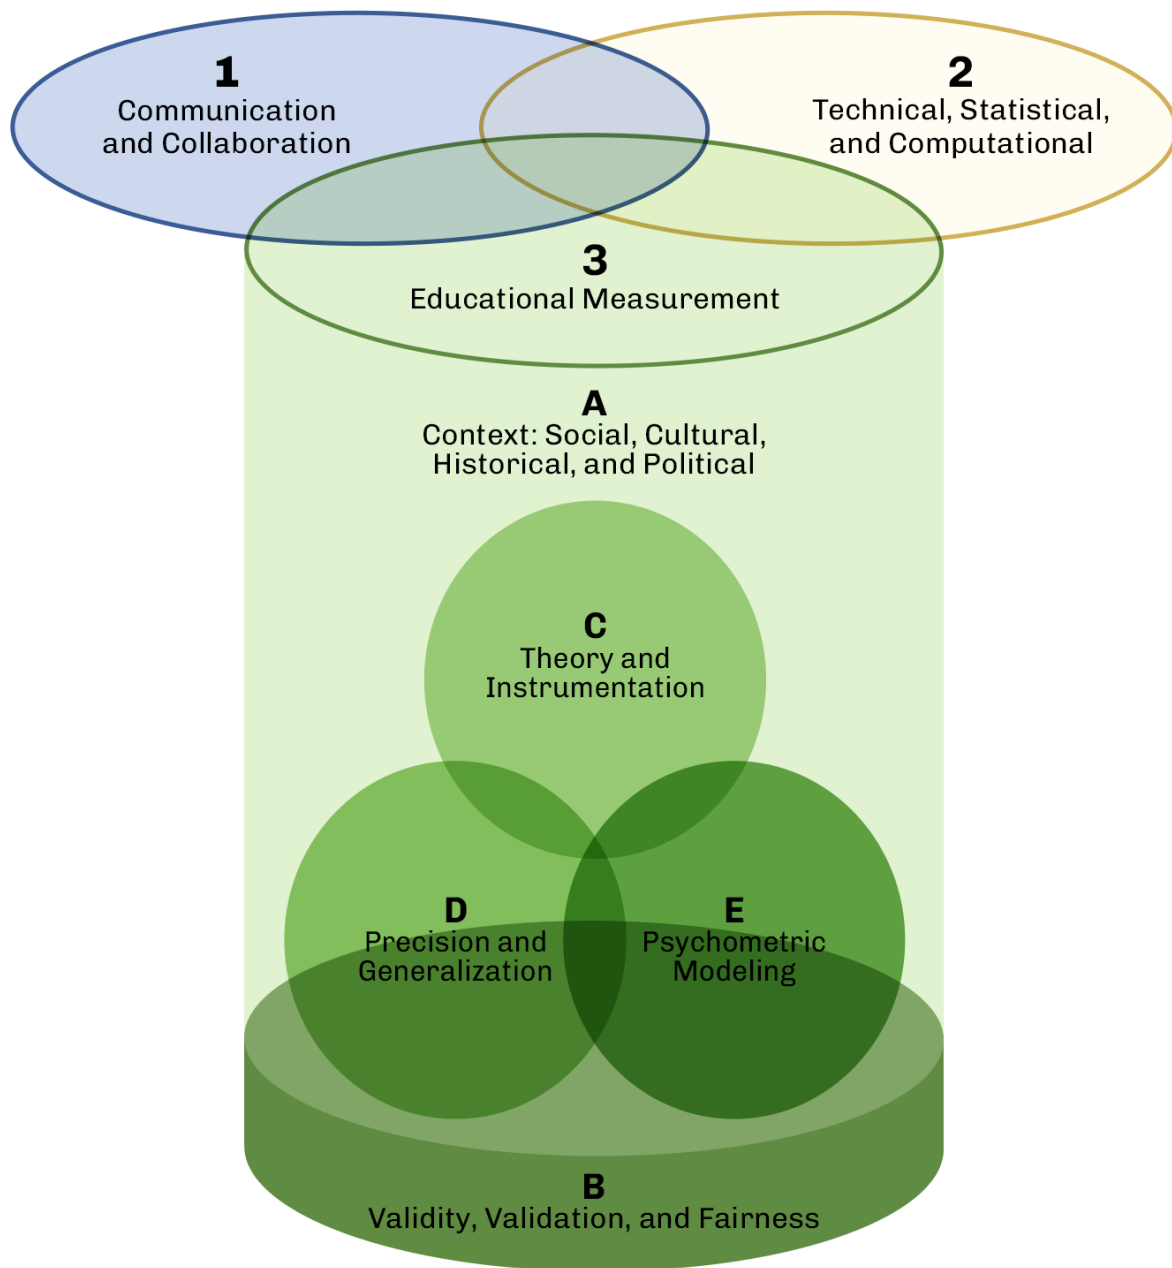 1
Communication
and Collaboration
2
Technical, Statistical,
and Computational
3
Educational Measurement
A
Context: Social, Cultural,
Historical, and Political
C
Theory and
Instrumentation
D
Precision and
Generalization
E
Psychometric
Modeling
B
Validity, Validation, and Fairness